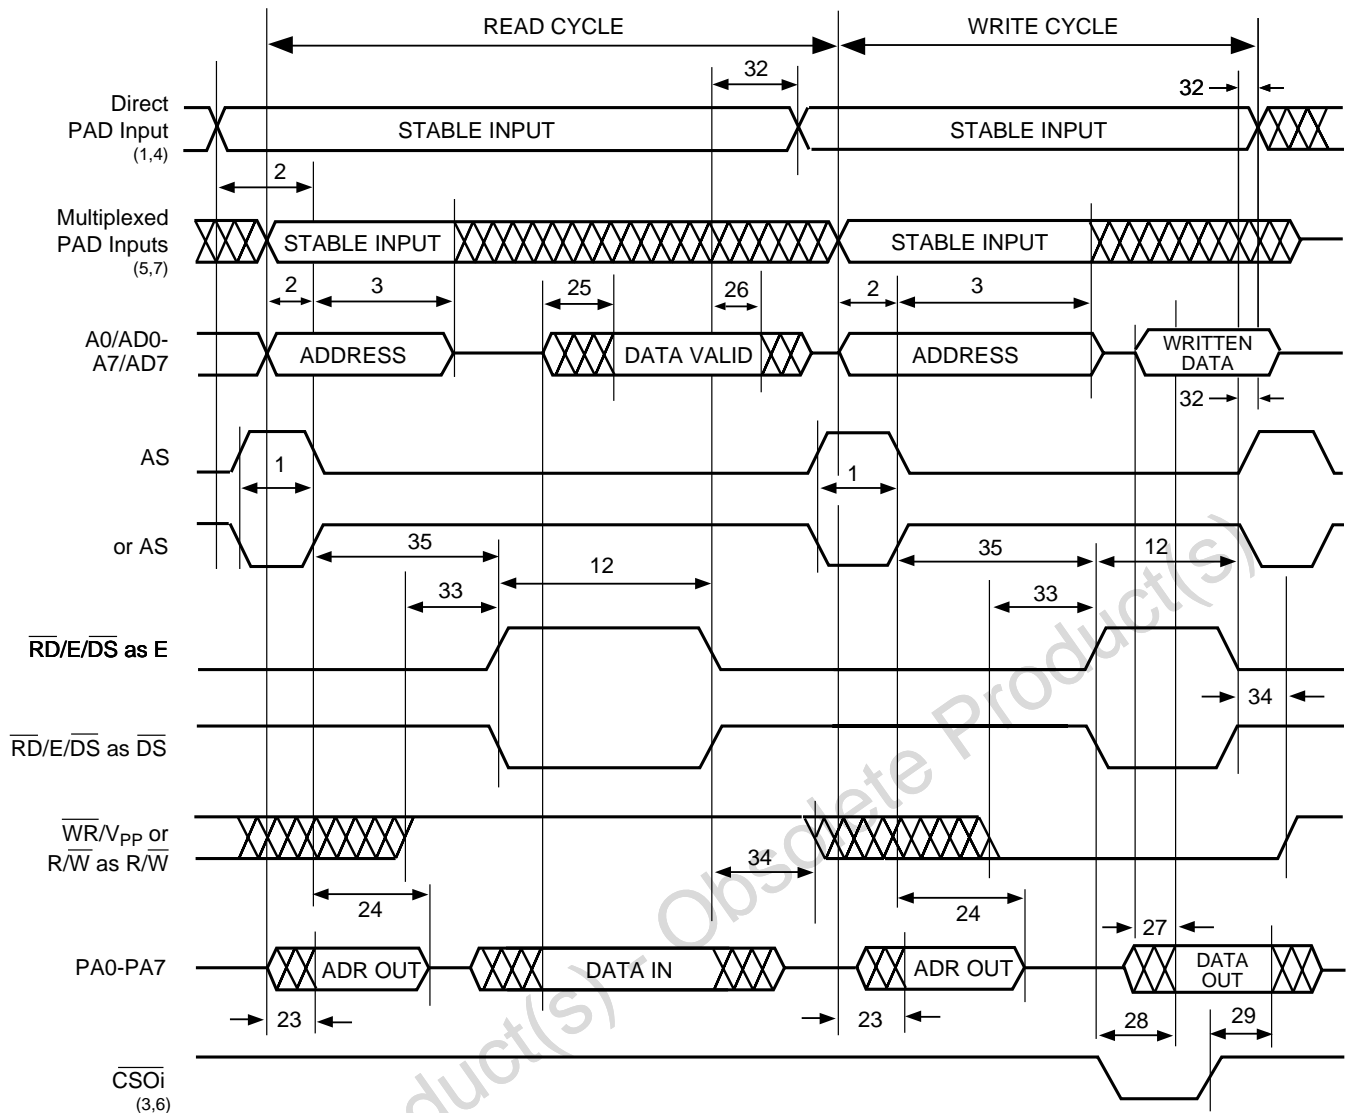 READ CYCLE
WRITE CYCLE
32
32
Direct
PAD Input
(1,4)
STABLE INPUT
STABLE INPUT
2
Multiplexed
PAD Inputs
(5,7)
STABLE INPUT
STABLE INPUT
2
3
25
26
2
3
A0/AD0-
A7/AD7
ADDRESS
DATA VALID
ADDRESS
WRITTEN
DATA
32
AS
1
1
or AS
35
12
35
12
33
33
RD/E/DS as E
34
RD/E/DS as DS
WR/VPP or
R/W as R/W
34
24
24
27
PA0-PA7
ADR OUT
DATA IN
ADR OUT
DATA
OUT
23
23
28
29
CSOi
(3,6)
duct(s) - Obsolete Product(s)